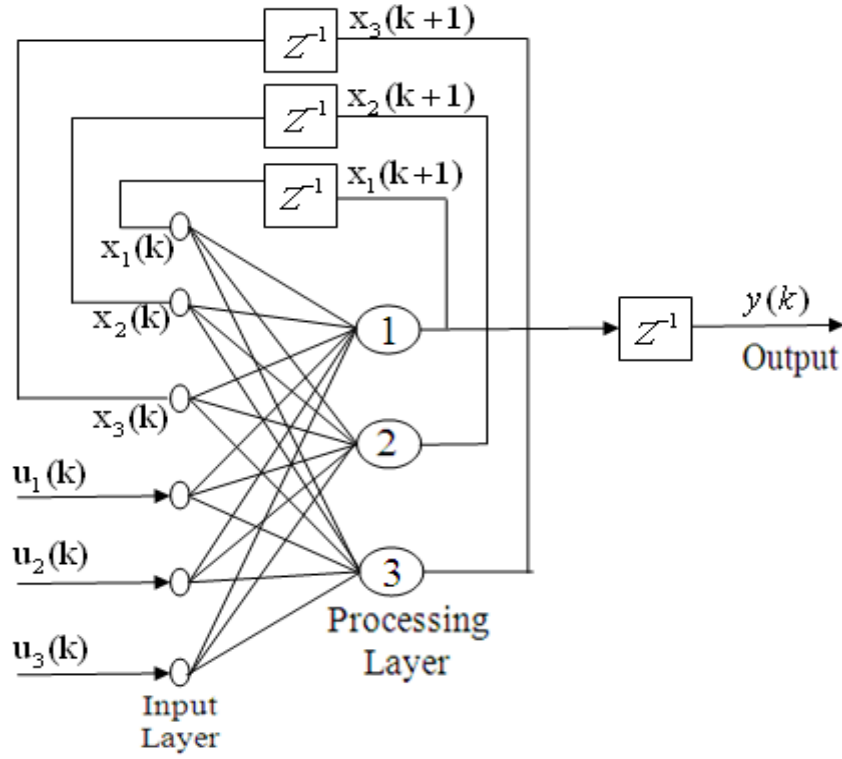 x₃(k+1)
Z⁻¹
x₂(k+1)
Z⁻¹
x₁(k+1)
Z⁻¹
x₁(k)
x₂(k)
x₃(k)
1
2
3
Z⁻¹
y(k)
Output
u₁(k)
u₂(k)
u₃(k)
Processing
Layer
Input
Layer